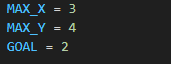 MAX_X = 3
MAX_Y = 4
GOAL = 2